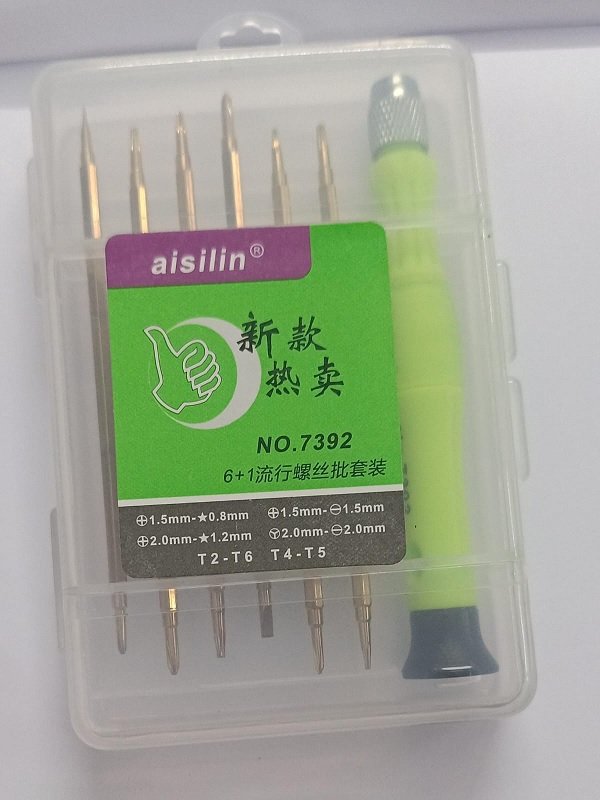 aisilin®
新款
热卖
NO.7392
6+1流行螺丝批套装
⊕1.5mm-★0.8mm ⊕1.5mm-⊖1.5mm
⊕2.0mm-★1.2mm Ⓨ2.0mm-⊖2.0mm
T2-T6 T4-T5